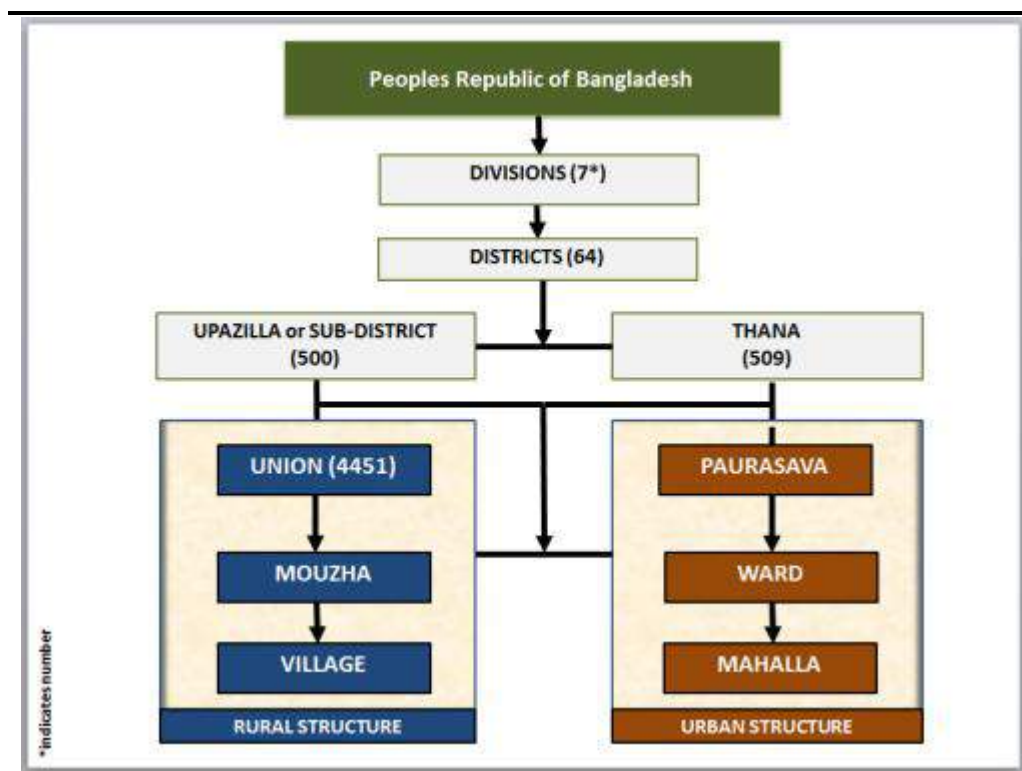 Peoples Republic of Bangladesh
DIVISIONS (7*)
DISTRICTS (64)
UPAZILLA or SUB-DISTRICT
(500)
THANA
(509)
UNION (4451)
MOUZHA
VILLAGE
RURAL STRUCTURE
PAURASAVA
WARD
MAHALLA
URBAN STRUCTURE
*indicates number